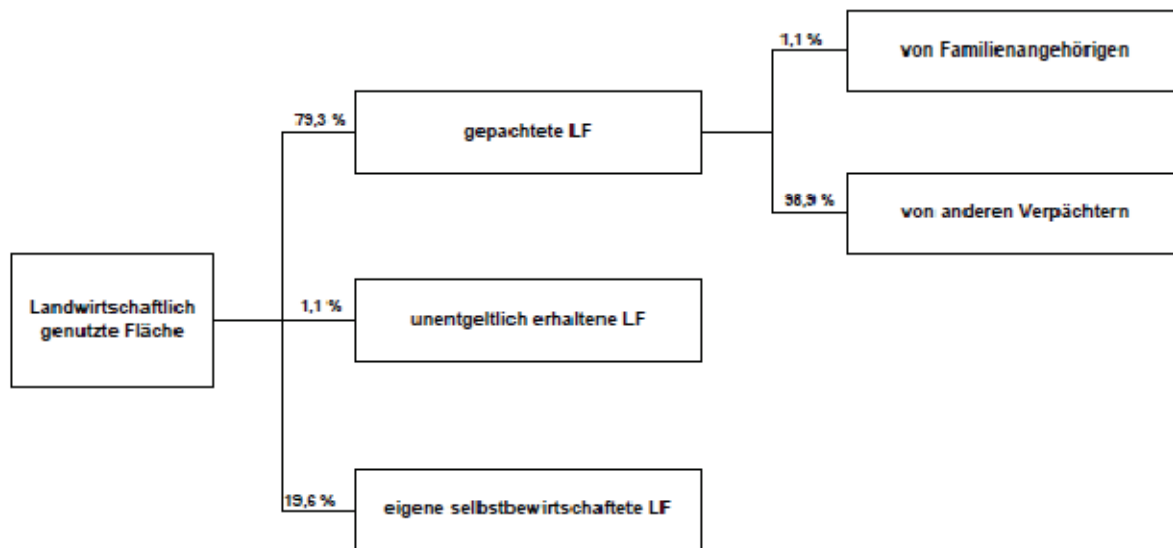 1,1 %
von Familienangehörigen
79,3 %
gepachtete LF
98,9 %
von anderen Verpächtern
Landwirtschaftlich
genutzte Fläche
1,1 %
unentgeltlich erhaltene LF
19,6 %
eigene selbstbewirtschaftete LF